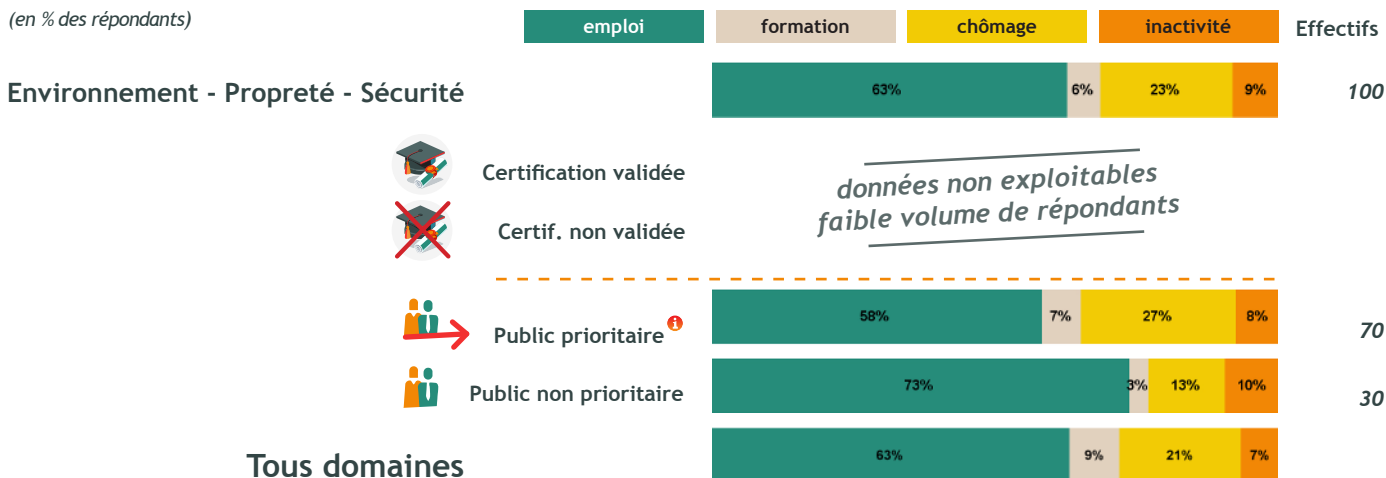 (en % des répondants)
emploi formation chômage inactivité Effectifs
Environnement - Propreté - Sécurité 63% 6% 23% 9% 100
Certification validée
données non exploitables
faible volume de répondants
Certif. non validée
Public prioritaire i 58% 7% 27% 8% 70
Public non prioritaire 73% 3% 13% 10% 30
Tous domaines 63% 9% 21% 7%